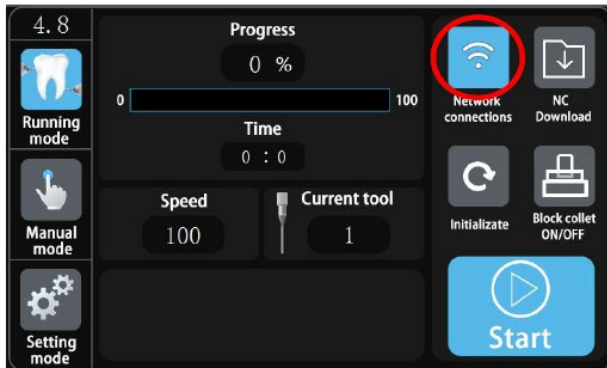 4.8
Running
mode
Manual
mode
Setting
mode
Progress
0 %
0
100
Time
0 : 0
Speed
100
Current tool
1
Network
connections
NC
Download
Initializate
Block collet
ON/OFF
Start